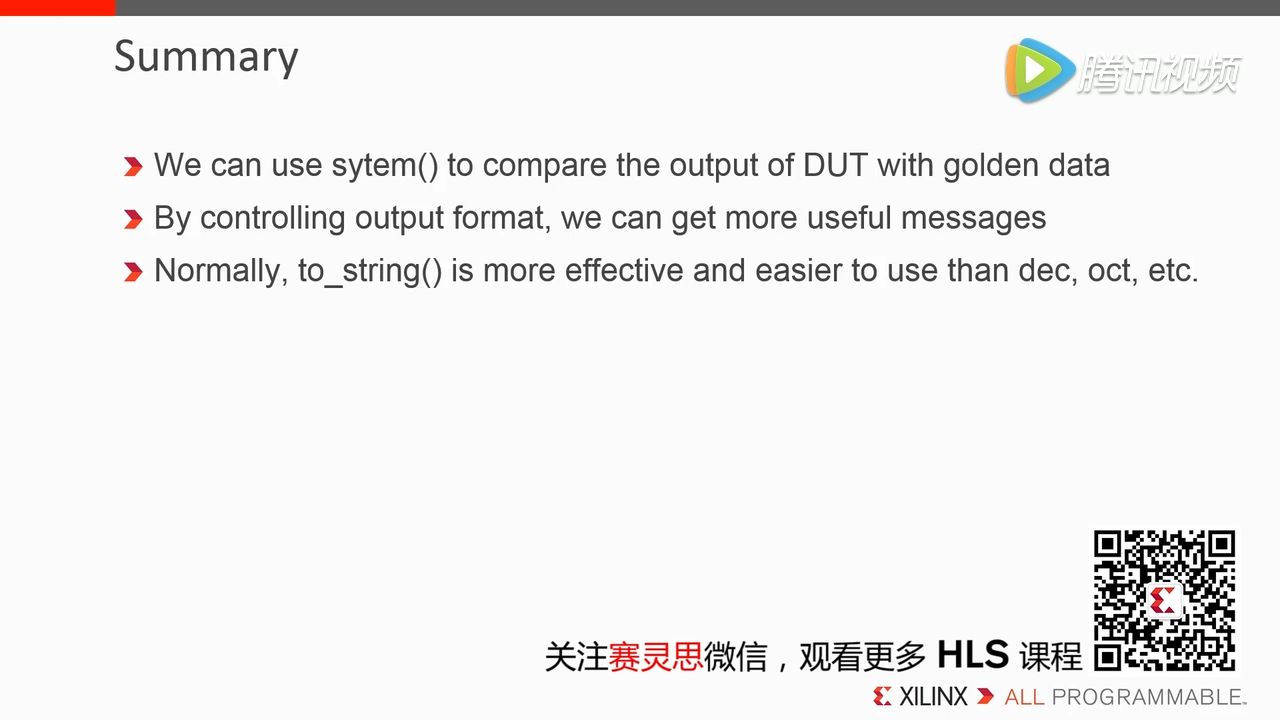 Summary
腾讯视频
We can use sytem() to compare the output of DUT with golden data
By controlling output format, we can get more useful messages
Normally, to_string() is more effective and easier to use than dec, oct, etc.
关注赛灵思微信，观看更多 HLS 课程
XILINX ALL PROGRAMMABLE™